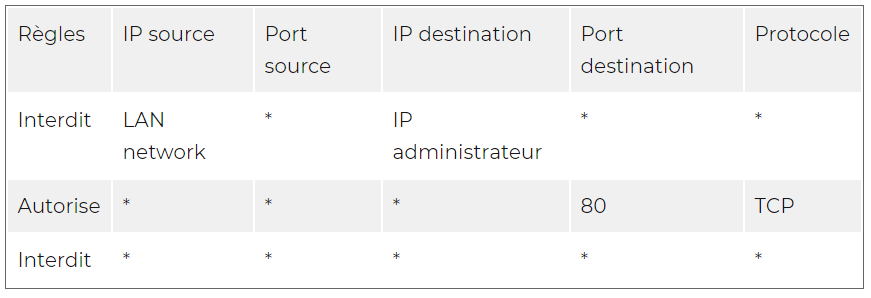 Règles IP source Port source IP destination Port destination Protocole
Interdit LAN network * IP administrateur * *
Autorise * * * 80 TCP
Interdit * * * * *